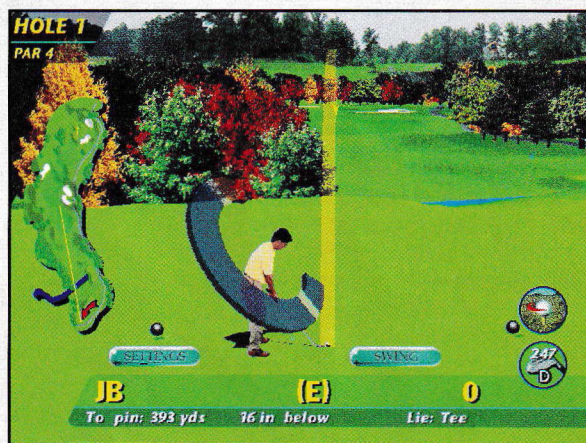 HOLE 1
PAR 4
SETTINGS
SWING
247
D
JB (E) 0
To pin: 393 yds 16 in below Lie: Tee